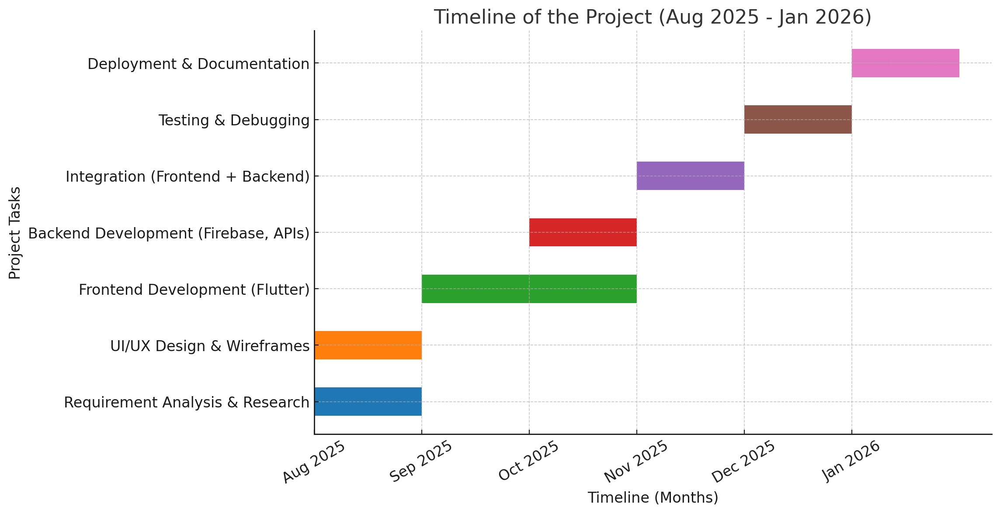 Timeline of the Project (Aug 2025 - Jan 2026)
Deployment & Documentation
Testing & Debugging
Integration (Frontend + Backend)
Backend Development (Firebase, APIs)
Frontend Development (Flutter)
UI/UX Design & Wireframes
Requirement Analysis & Research
Project Tasks
Aug 2025
Sep 2025
Oct 2025
Nov 2025
Dec 2025
Jan 2026
Timeline (Months)